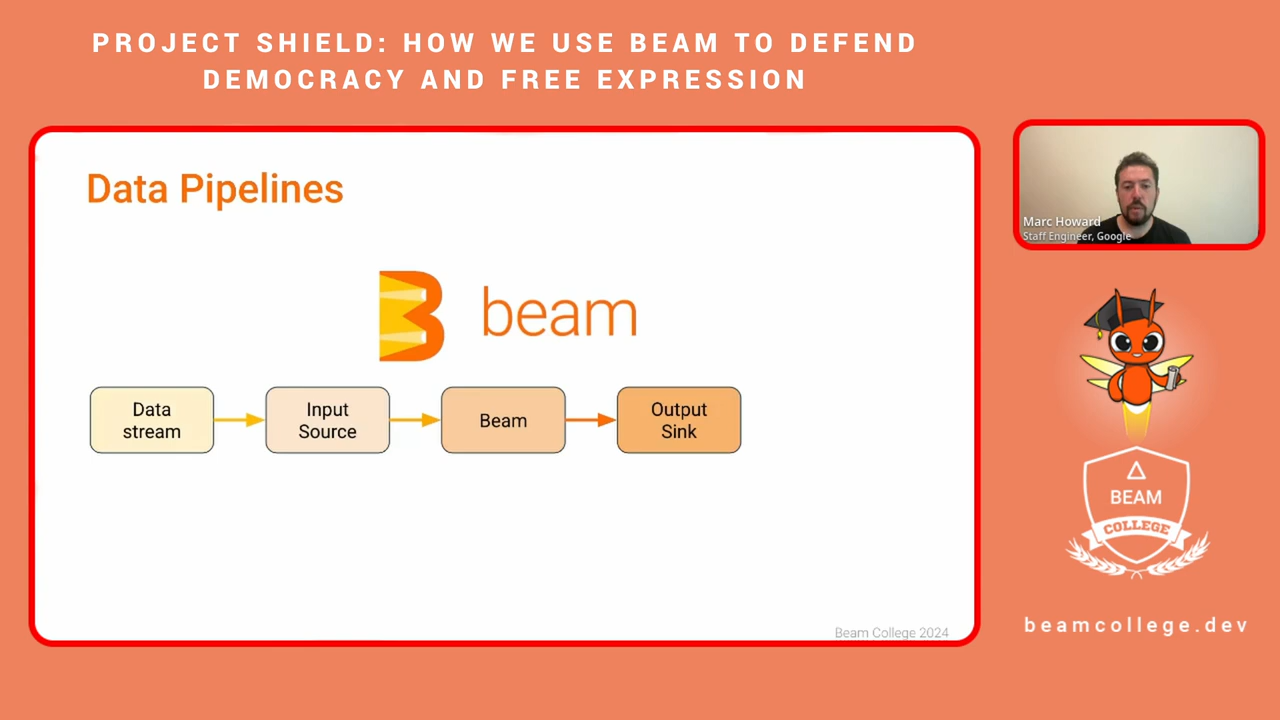 PROJECT SHIELD: HOW WE USE BEAM TO DEFEND
DEMOCRACY AND FREE EXPRESSION
Data Pipelines
beam
Data
stream
Input
Source
Beam
Output
Sink
Beam College 2024
Marc Howard
Staff Engineer, Google
BEAM
COLLEGE
beamcollege.dev